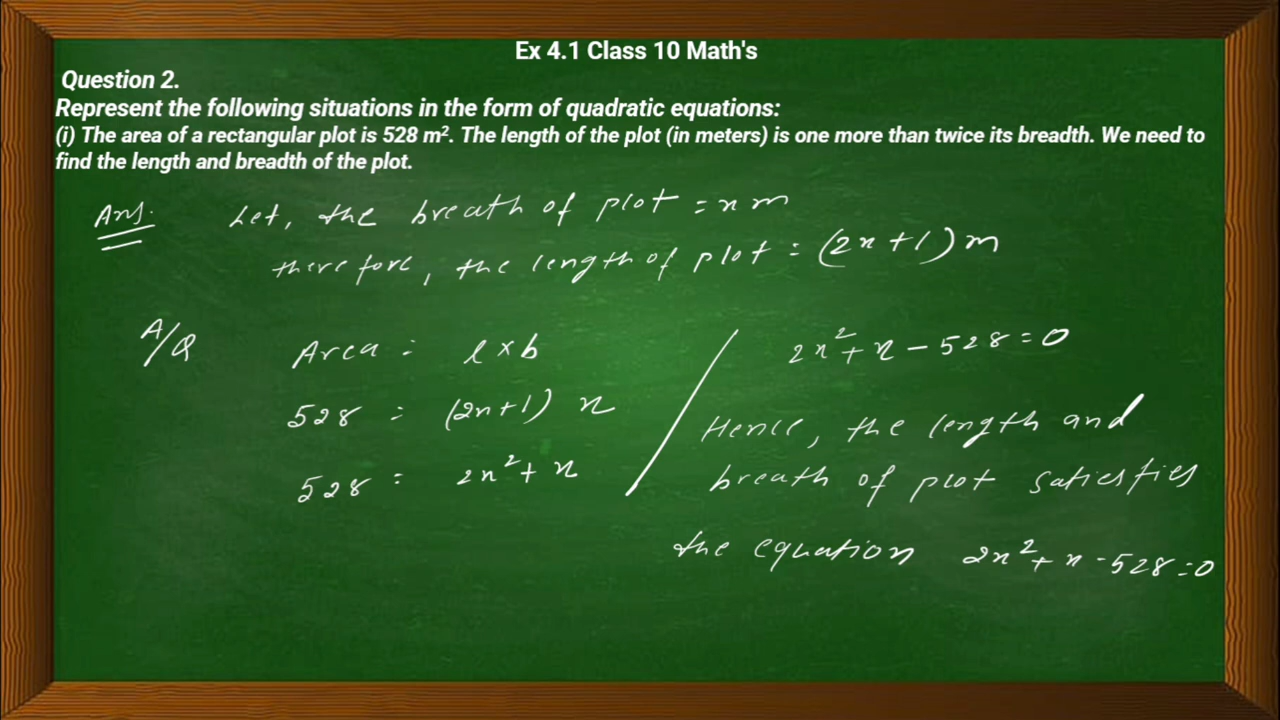 Ex 4.1 Class 10 Math's
Question 2.
Represent the following situations in the form of quadratic equations:
(i) The area of a rectangular plot is 528 m². The length of the plot (in meters) is one more than twice its breadth. We need to
find the length and breadth of the plot.
Ans. Let, the breath of plot = x m
therefore, the length of plot = (2x+1) m
A/Q Area = l×b
528 = (2x+1) x
528 = 2x² + x
2x² + x - 528 = 0
Hence, the length and
breath of plot satiesfies
the equation 2x² + x - 528 = 0